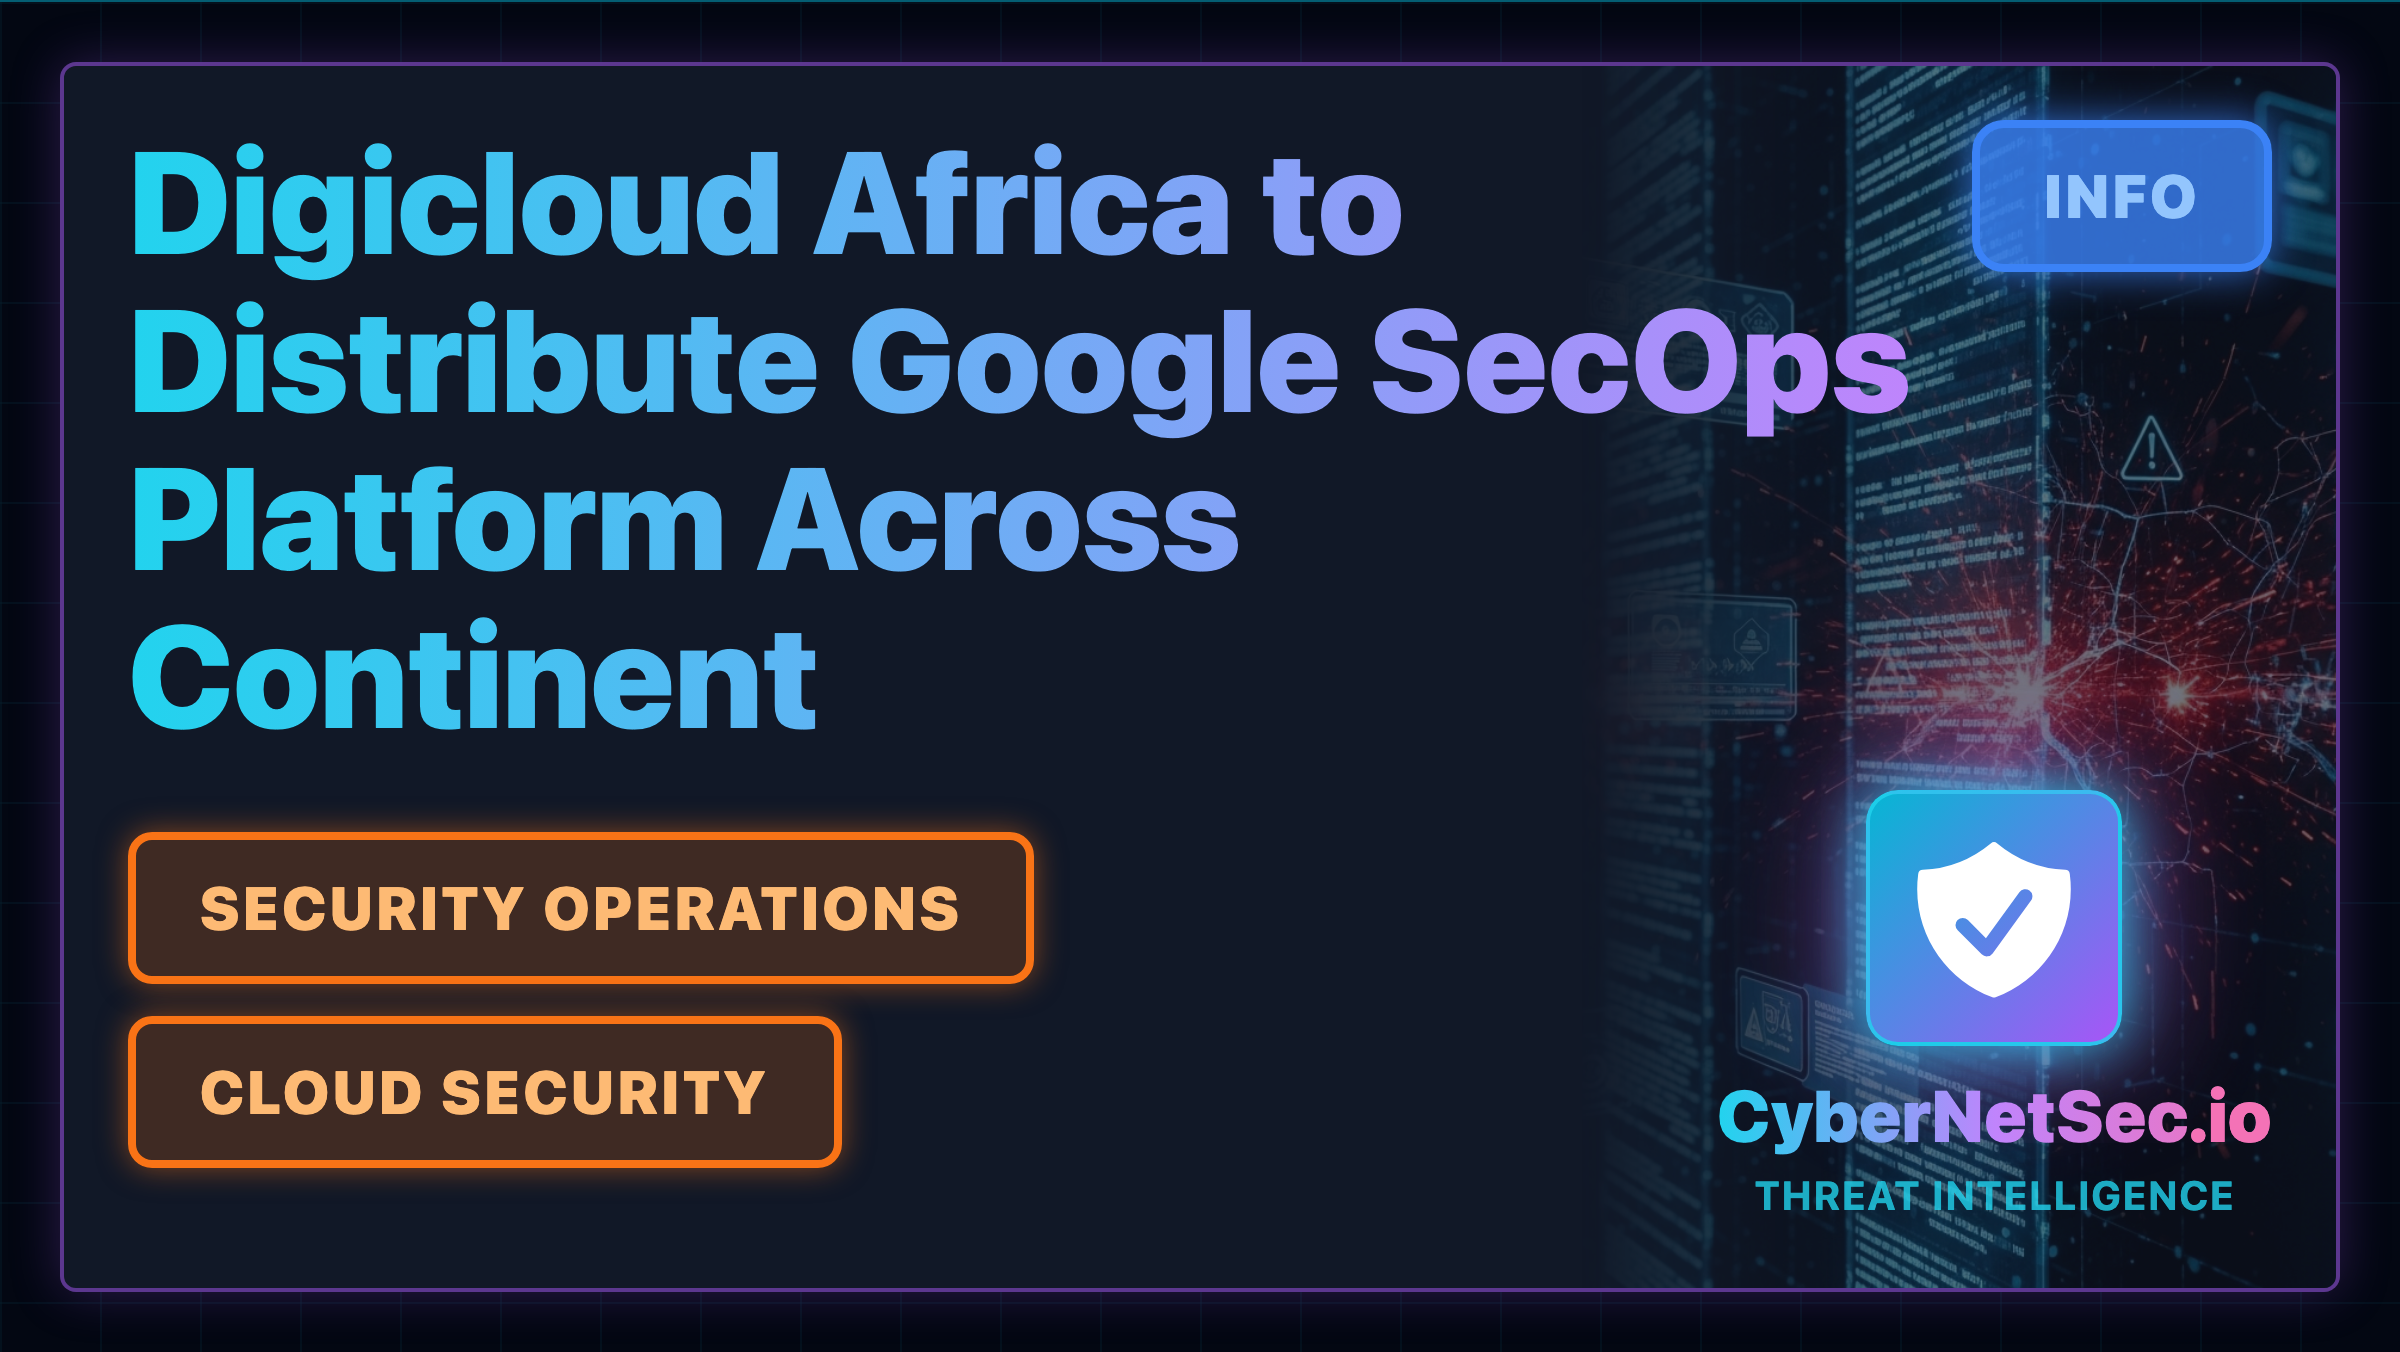 Digicloud Africa to
Distribute Google SecOps
Platform Across
Continent
INFO
SECURITY OPERATIONS
CLOUD SECURITY
CyberNetSec.io
THREAT INTELLIGENCE